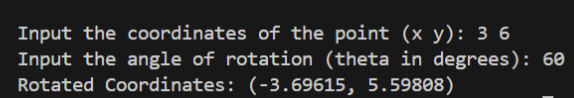 Input the coordinates of the point (x y): 3 6
Input the angle of rotation (theta in degrees): 60
Rotated Coordinates: (-3.69615, 5.59808)